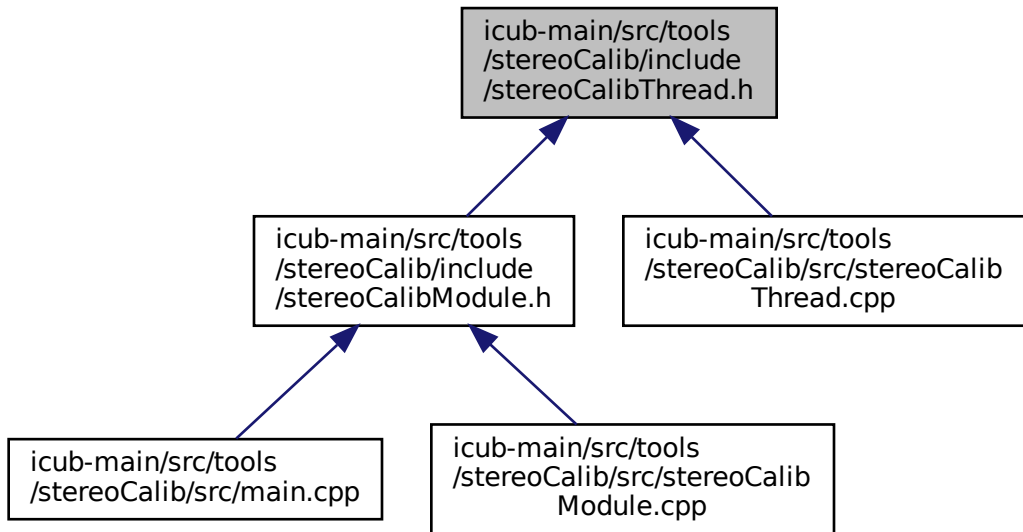 icub-main/src/tools
/stereoCalib/include
/stereoCalibThread.h
icub-main/src/tools
/stereoCalib/include
/stereoCalibModule.h
icub-main/src/tools
/stereoCalib/src/stereoCalib
Thread.cpp
icub-main/src/tools
/stereoCalib/src/main.cpp
icub-main/src/tools
/stereoCalib/src/stereoCalib
Module.cpp